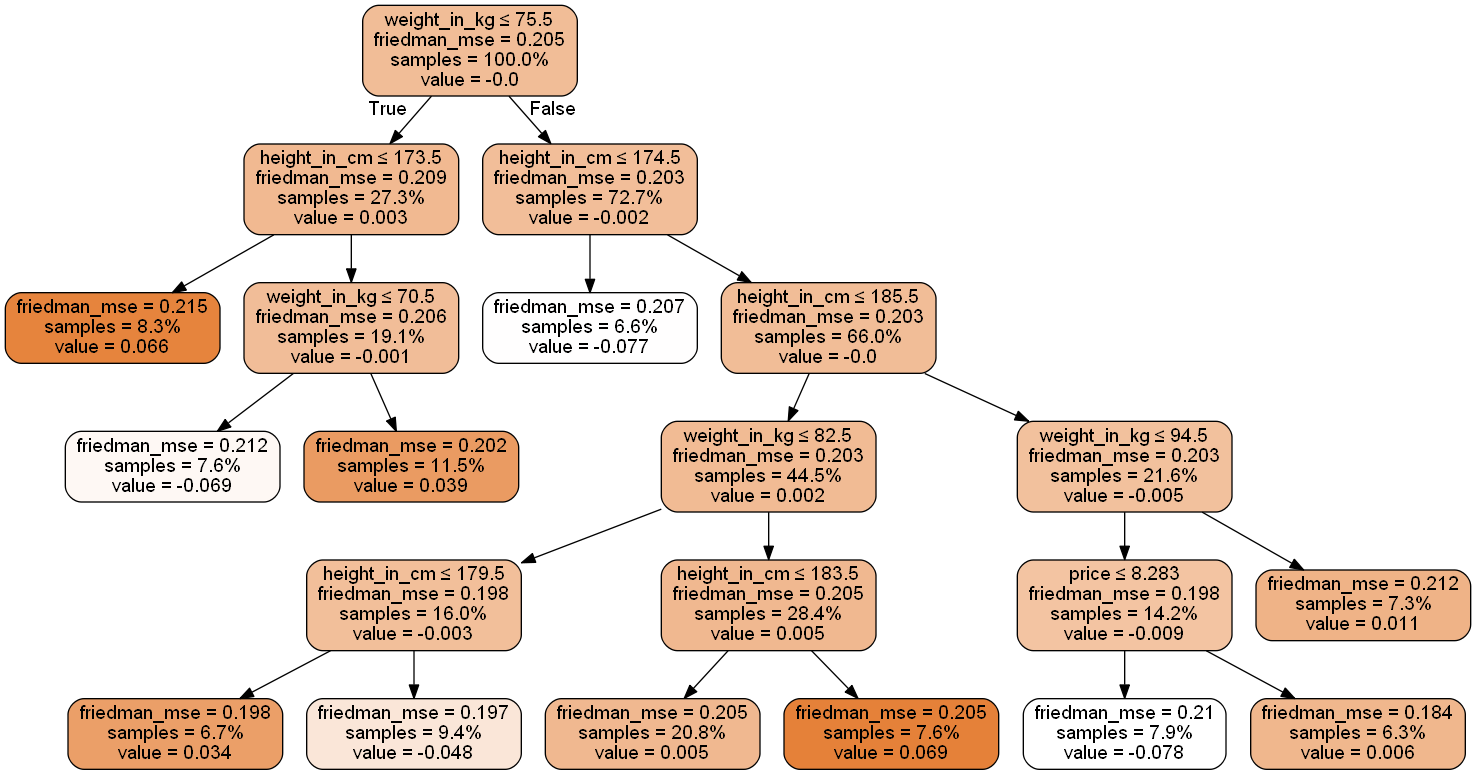 weight_in_kg ≤ 75.5
friedman_mse = 0.205
samples = 100.0%
value = -0.0
True
False
height_in_cm ≤ 173.5
friedman_mse = 0.209
samples = 27.3%
value = 0.003
height_in_cm ≤ 174.5
friedman_mse = 0.203
samples = 72.7%
value = -0.002
friedman_mse = 0.215
samples = 8.3%
value = 0.066
weight_in_kg ≤ 70.5
friedman_mse = 0.206
samples = 19.1%
value = -0.001
friedman_mse = 0.207
samples = 6.6%
value = -0.077
height_in_cm ≤ 185.5
friedman_mse = 0.203
samples = 66.0%
value = -0.0
friedman_mse = 0.212
samples = 7.6%
value = -0.069
friedman_mse = 0.202
samples = 11.5%
value = 0.039
weight_in_kg ≤ 82.5
friedman_mse = 0.203
samples = 44.5%
value = 0.002
weight_in_kg ≤ 94.5
friedman_mse = 0.203
samples = 21.6%
value = -0.005
height_in_cm ≤ 179.5
friedman_mse = 0.198
samples = 16.0%
value = -0.003
height_in_cm ≤ 183.5
friedman_mse = 0.205
samples = 28.4%
value = 0.005
price ≤ 8.283
friedman_mse = 0.198
samples = 14.2%
value = -0.009
friedman_mse = 0.212
samples = 7.3%
value = 0.011
friedman_mse = 0.198
samples = 6.7%
value = 0.034
friedman_mse = 0.197
samples = 9.4%
value = -0.048
friedman_mse = 0.205
samples = 20.8%
value = 0.005
friedman_mse = 0.205
samples = 7.6%
value = 0.069
friedman_mse = 0.21
samples = 7.9%
value = -0.078
friedman_mse = 0.184
samples = 6.3%
value = 0.006